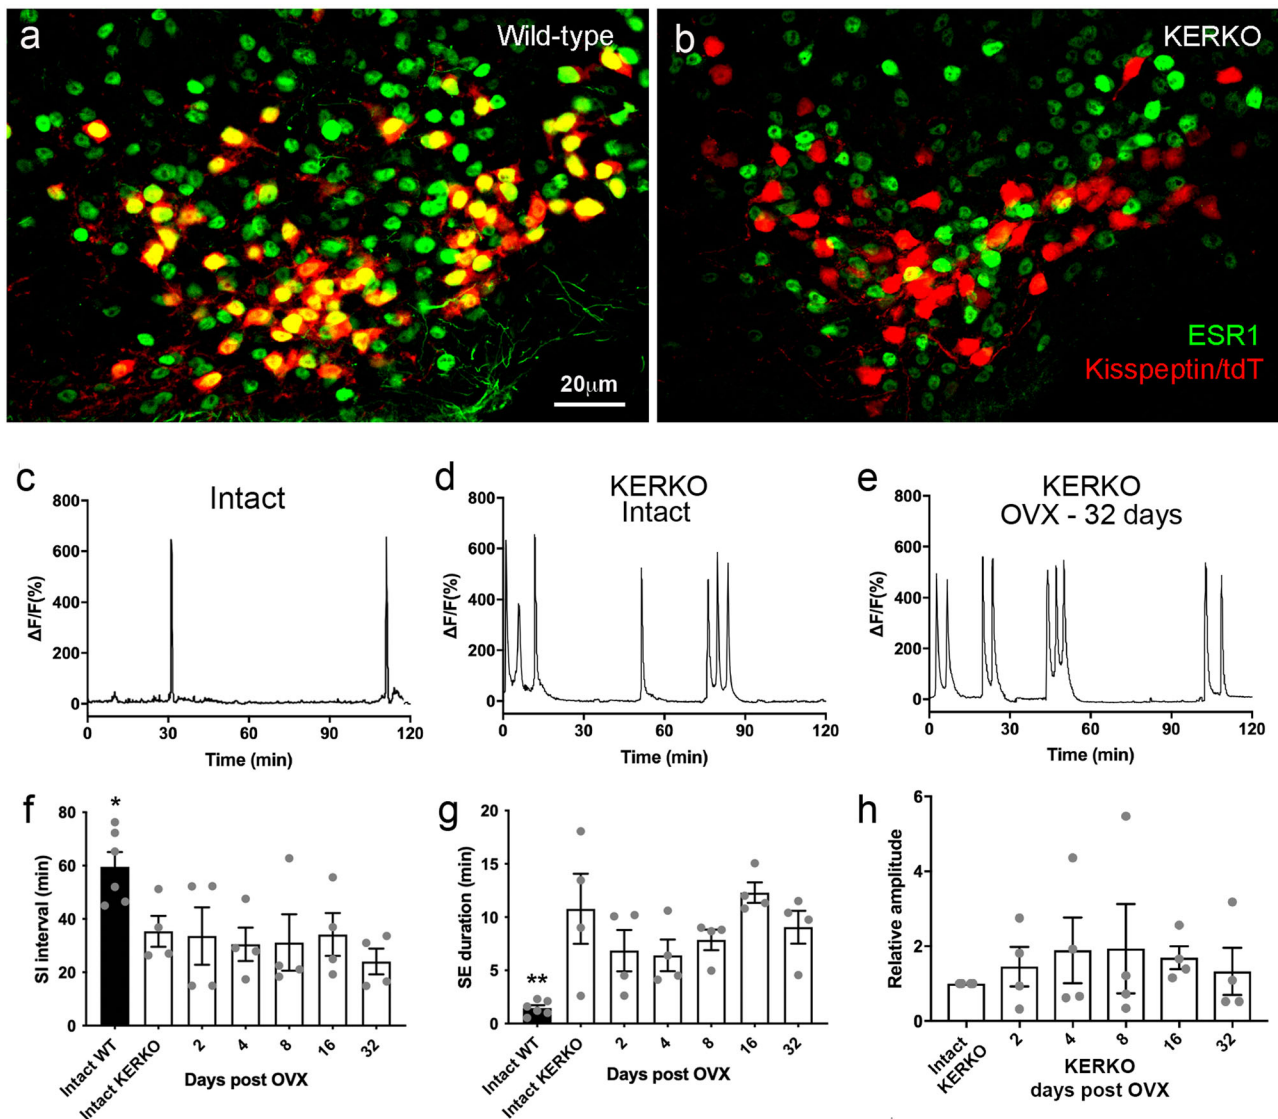 a
Wild-type
20μm
b
KERKO
ESR1
Kisspeptin/tdT
c
Intact
800
600
400
200
0
ΔF/F(%)
0
30
60
90
120
Time (min)
d
KERKO
Intact
800
600
400
200
0
ΔF/F(%)
0
30
60
90
120
Time (min)
e
KERKO
OVX - 32 days
800
600
400
200
0
ΔF/F(%)
0
30
60
90
120
Time (min)
f
*
80
60
40
20
0
SI interval (min)
Intact WT
Intact KERKO
2
4
8
16
32
Days post OVX
g
**
20
15
10
5
0
SE duration (min)
Intact WT
Intact KERKO
2
4
8
16
32
Days post OVX
h
6
4
2
0
Relative amplitude
Intact
KERKO
2
4
8
16
32
KERKO
days post OVX